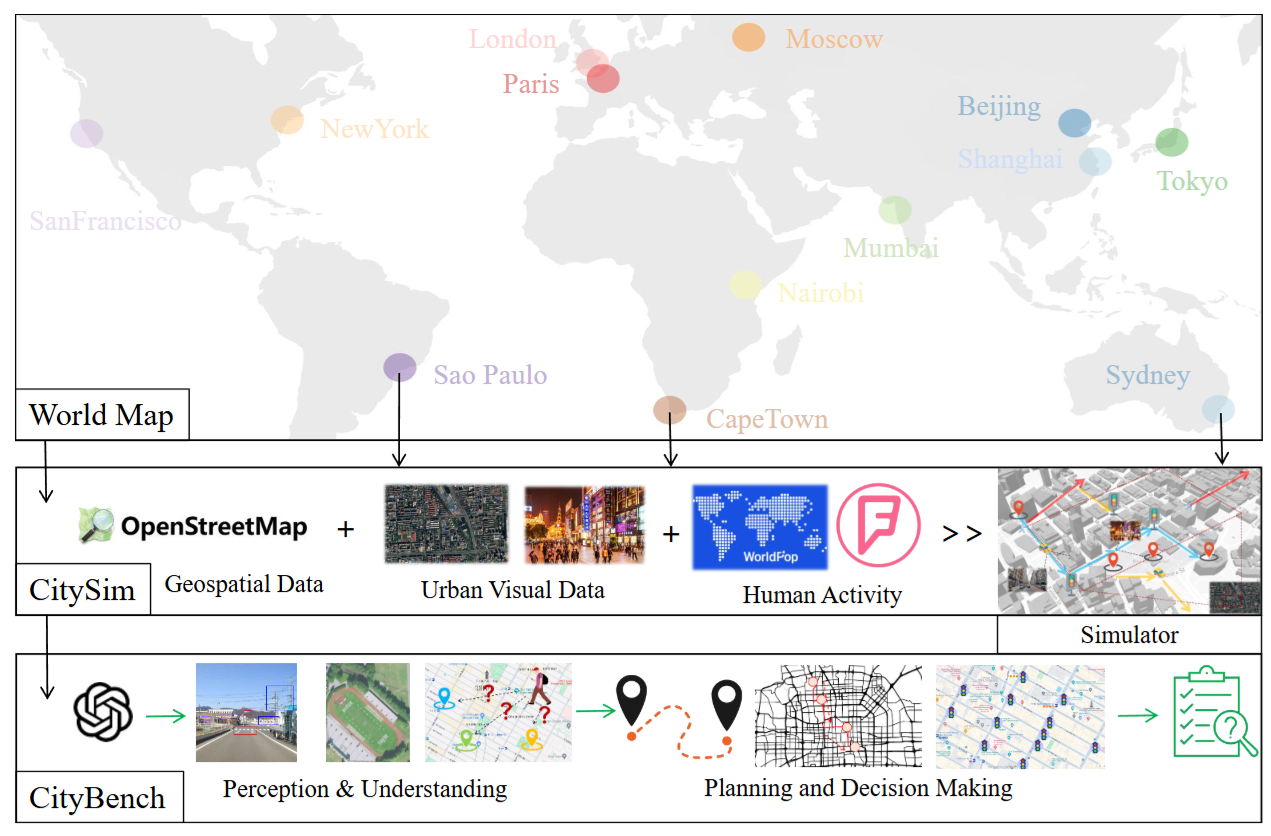 London
Moscow
Paris
NewYork
Beijing
Shanghai
Tokyo
SanFrancisco
Mumbai
Nairobi
Sao Paulo
Sydney
CapeTown
World Map
OpenStreetMap
+
+
WorldPop
>>
CitySim
Geospatial Data
Urban Visual Data
Human Activity
Simulator
? ? ?
?
CityBench
Perception & Understanding
Planning and Decision Making